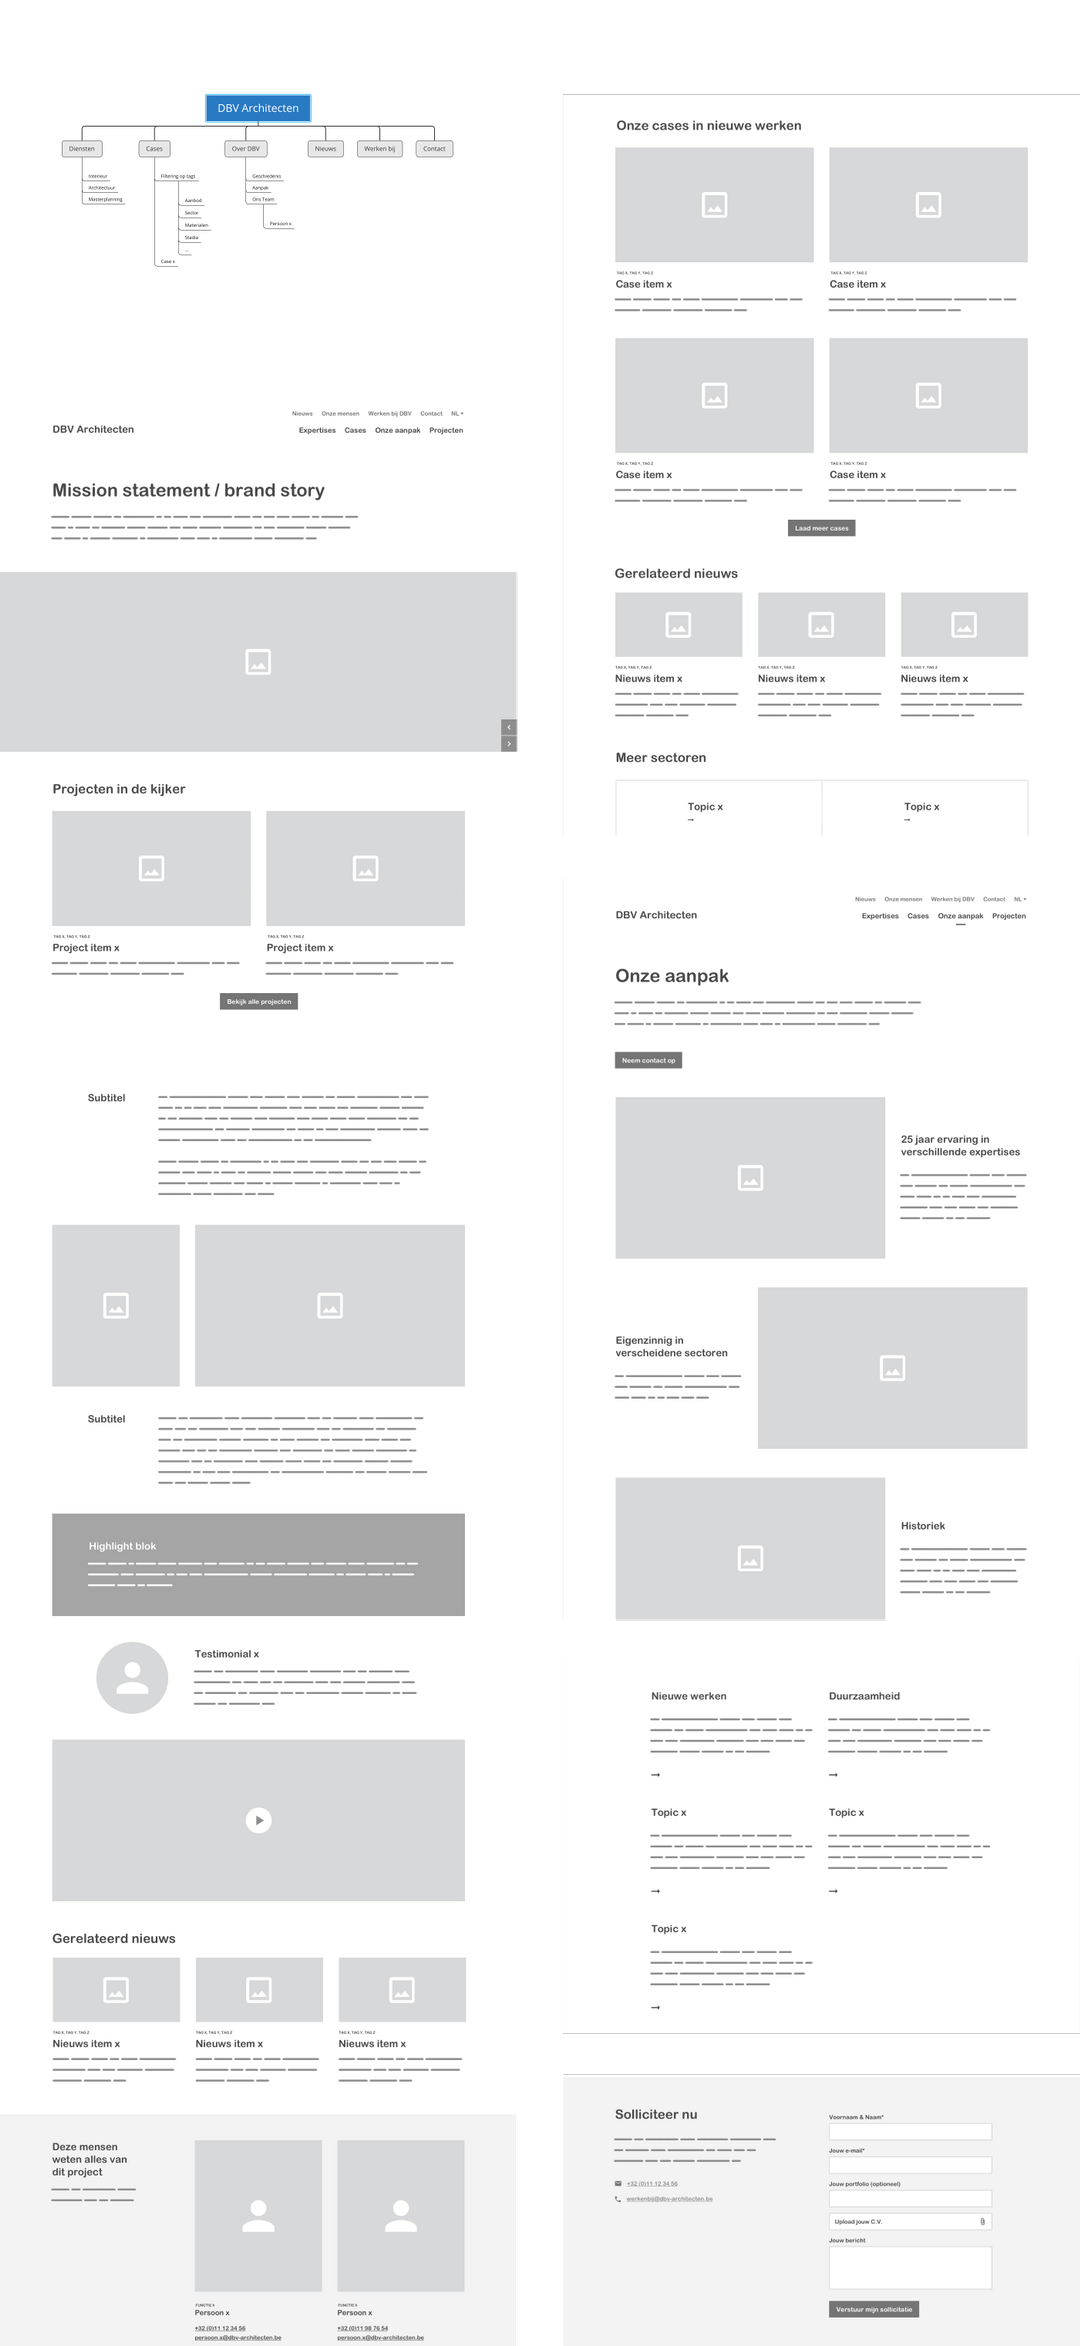 DBV Architecten
Diensten
Cases
Over DBV
Nieuws
Werken bij
Contact
Interieur
Architectuur
Masterplanning
Filtering op tags
Aanbod
Sector
Materialen
Stadia
...
Case x
Geschiedenis
Aanpak
Ons Team
Persoon x
Nieuws Onze mensen Werken bij DBV Contact NL
DBV Architecten
Expertises Cases Onze aanpak Projecten
Mission statement / brand story
Projecten in de kijker
TAG X, TAG Y, TAG Z
Project item x
TAG X, TAG Y, TAG Z
Project item x
Bekijk alle projecten
Subtitel
Subtitel
Highlight blok
Testimonial x
Gerelateerd nieuws
TAG X, TAG Y, TAG Z
Nieuws item x
TAG X, TAG Y, TAG Z
Nieuws item x
TAG X, TAG Y, TAG Z
Nieuws item x
Deze mensen
weten alles van
dit project
FUNCTIE X
Persoon x
+32 (0)11 12 34 56
persoon.x@dbv-architecten.be
FUNCTIE X
Persoon x
+32 (0)11 98 76 54
persoon.x@dbv-architecten.be
Onze cases in nieuwe werken
TAG X, TAG Y, TAG Z
Case item x
TAG X, TAG Y, TAG Z
Case item x
TAG X, TAG Y, TAG Z
Case item x
TAG X, TAG Y, TAG Z
Case item x
Laad meer cases
Gerelateerd nieuws
TAG X, TAG Y, TAG Z
Nieuws item x
TAG X, TAG Y, TAG Z
Nieuws item x
TAG X, TAG Y, TAG Z
Nieuws item x
Meer sectoren
Topic x
Topic x
Nieuws Onze mensen Werken bij DBV Contact NL
DBV Architecten
Expertises Cases Onze aanpak Projecten
Onze aanpak
Neem contact op
25 jaar ervaring in
verschillende expertises
Eigenzinnig in
verscheidene sectoren
Historiek
Nieuwe werken
Duurzaamheid
Topic x
Topic x
Topic x
Solliciteer nu
+32 (0)11 12 34 56
werkenbij@dbv-architecten.be
Voornaam & Naam*
Jouw e-mail*
Jouw portfolio (optioneel)
Upload jouw C.V.
Jouw bericht
Verstuur mijn sollicitatie